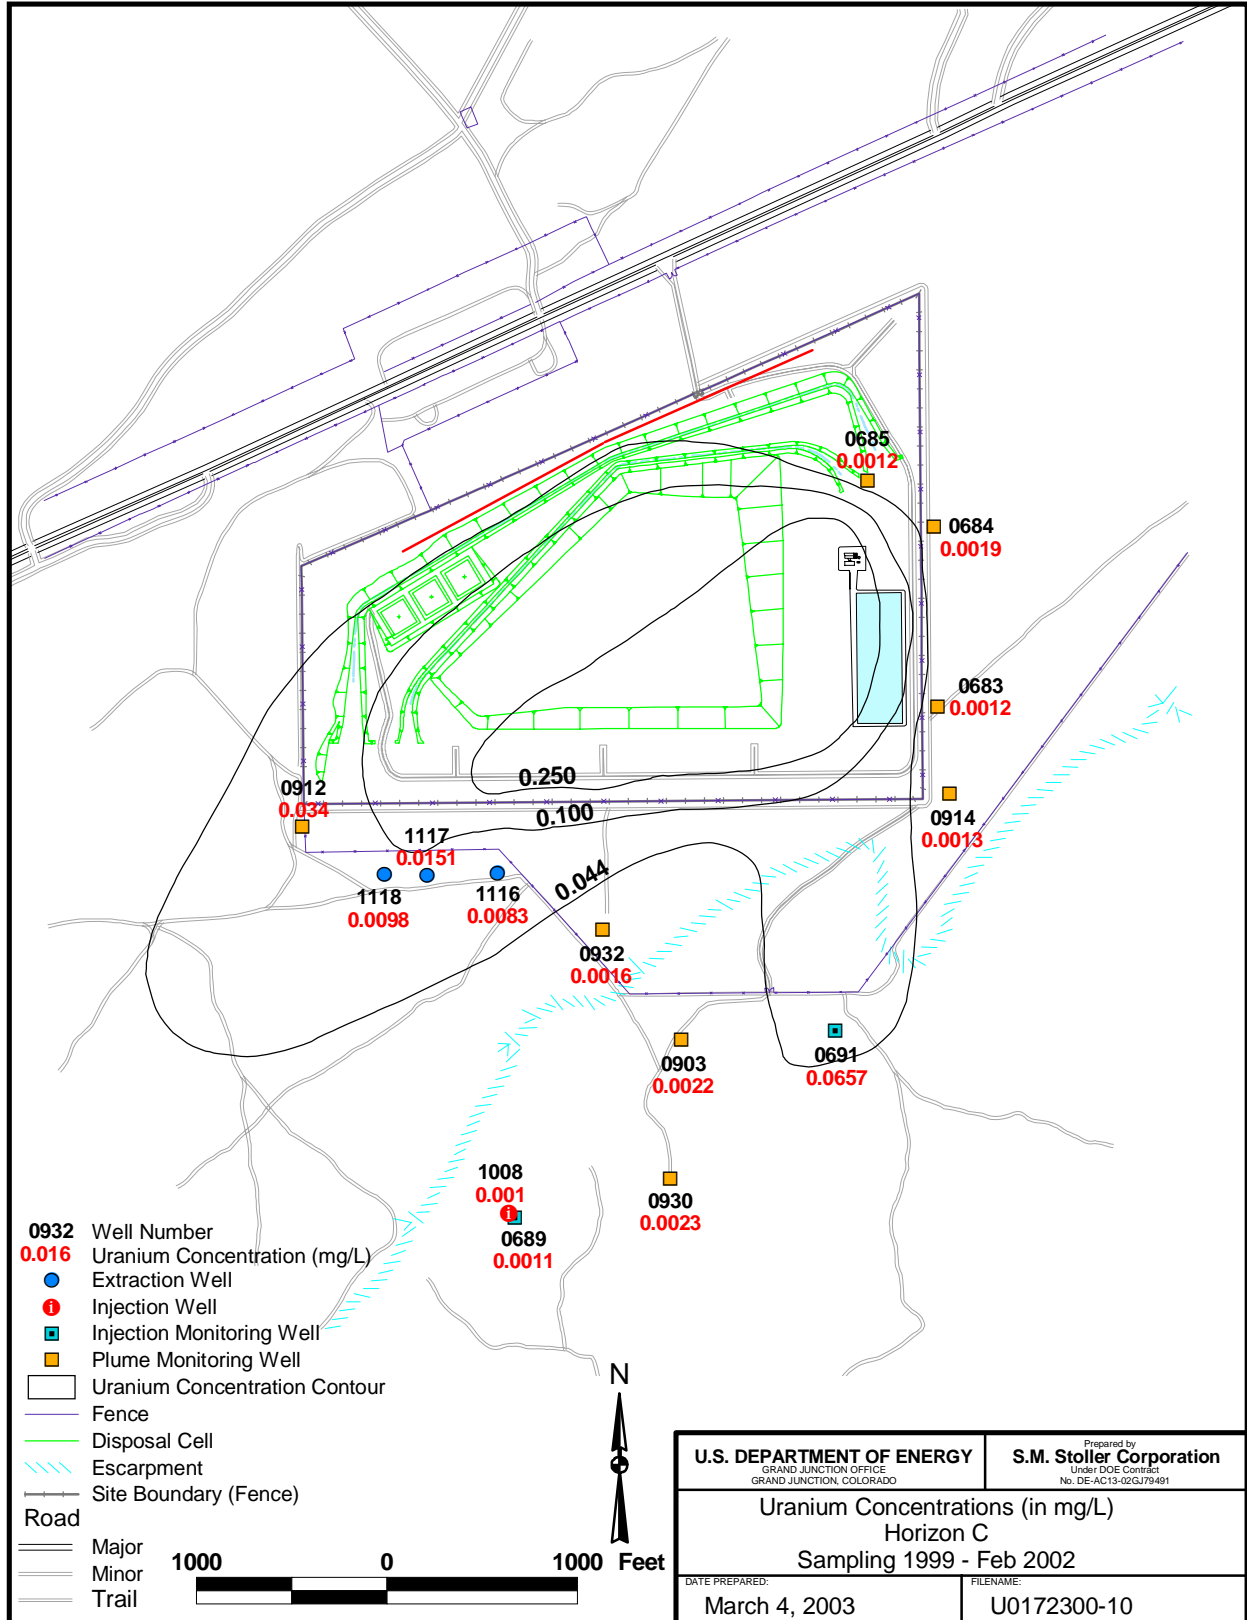 0685
0.0012
0684
0.0019
0683
0.0012
0.250
0912
0.034
0.100
0914
0.0013
1117
0.0151
0.044
1118
0.0098
1116
0.0083
0932
0.0016
0903
0.0022
0691
0.0657
1008
0.001
i
0689
0.0011
0930
0.0023
0932 Well Number
0.016 Uranium Concentration (mg/L)
Extraction Well
i Injection Well
Injection Monitoring Well
Plume Monitoring Well
Uranium Concentration Contour
Fence
Disposal Cell
Escarpment
Site Boundary (Fence)
Road
Major
Minor
Trail
1000 0 1000 Feet
N
U.S. DEPARTMENT OF ENERGY
GRAND JUNCTION OFFICE
GRAND JUNCTION, COLORADO
Prepared by
S.M. Stoller Corporation
Under DOE Contract
No. DE-AC13-02GJ79491
Uranium Concentrations (in mg/L)
Horizon C
Sampling 1999 - Feb 2002
DATE PREPARED:
March 4, 2003
FILENAME:
U0172300-10